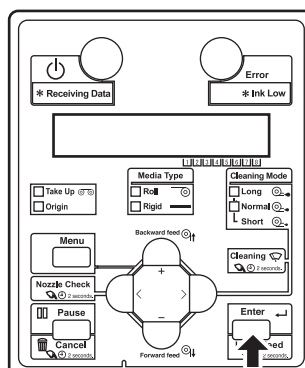 Error
* Receiving Data
* Ink Low
1 2 3 4 5 6 7 8
Media Type
Cleaning Mode
Take Up
Origin
Roll
Rigid
Long
Normal
Short
Menu
Backward feed
Cleaning
2 seconds.
Nozzle Check
2 seconds.
+
< >
−
Pause
Enter
Cancel
2 seconds.
Forward feed
2 seconds.